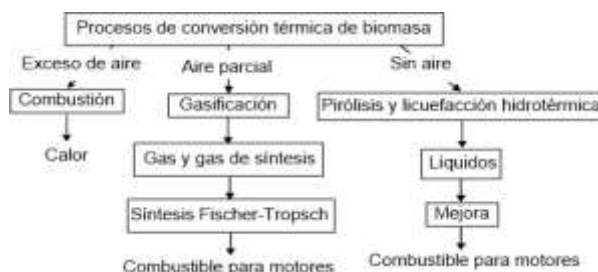 Procesos de conversión térmica de biomasa
Exceso de aire
Aire parcial
Sin aire
Combustión
Gasificación
Pirólisis y licuefacción hidrotérmica
Calor
Gas y gas de síntesis
Líquidos
Síntesis Fischer-Tropsch
Mejora
Combustible para motores
Combustible para motores